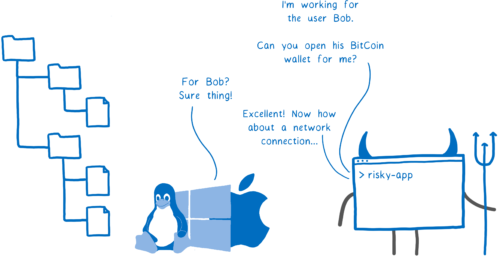 I'm working for
the user Bob.
Can you open his BitCoin
wallet for me?
For Bob?
Sure thing!
Excellent! Now how
about a network
connection...
> risky-app